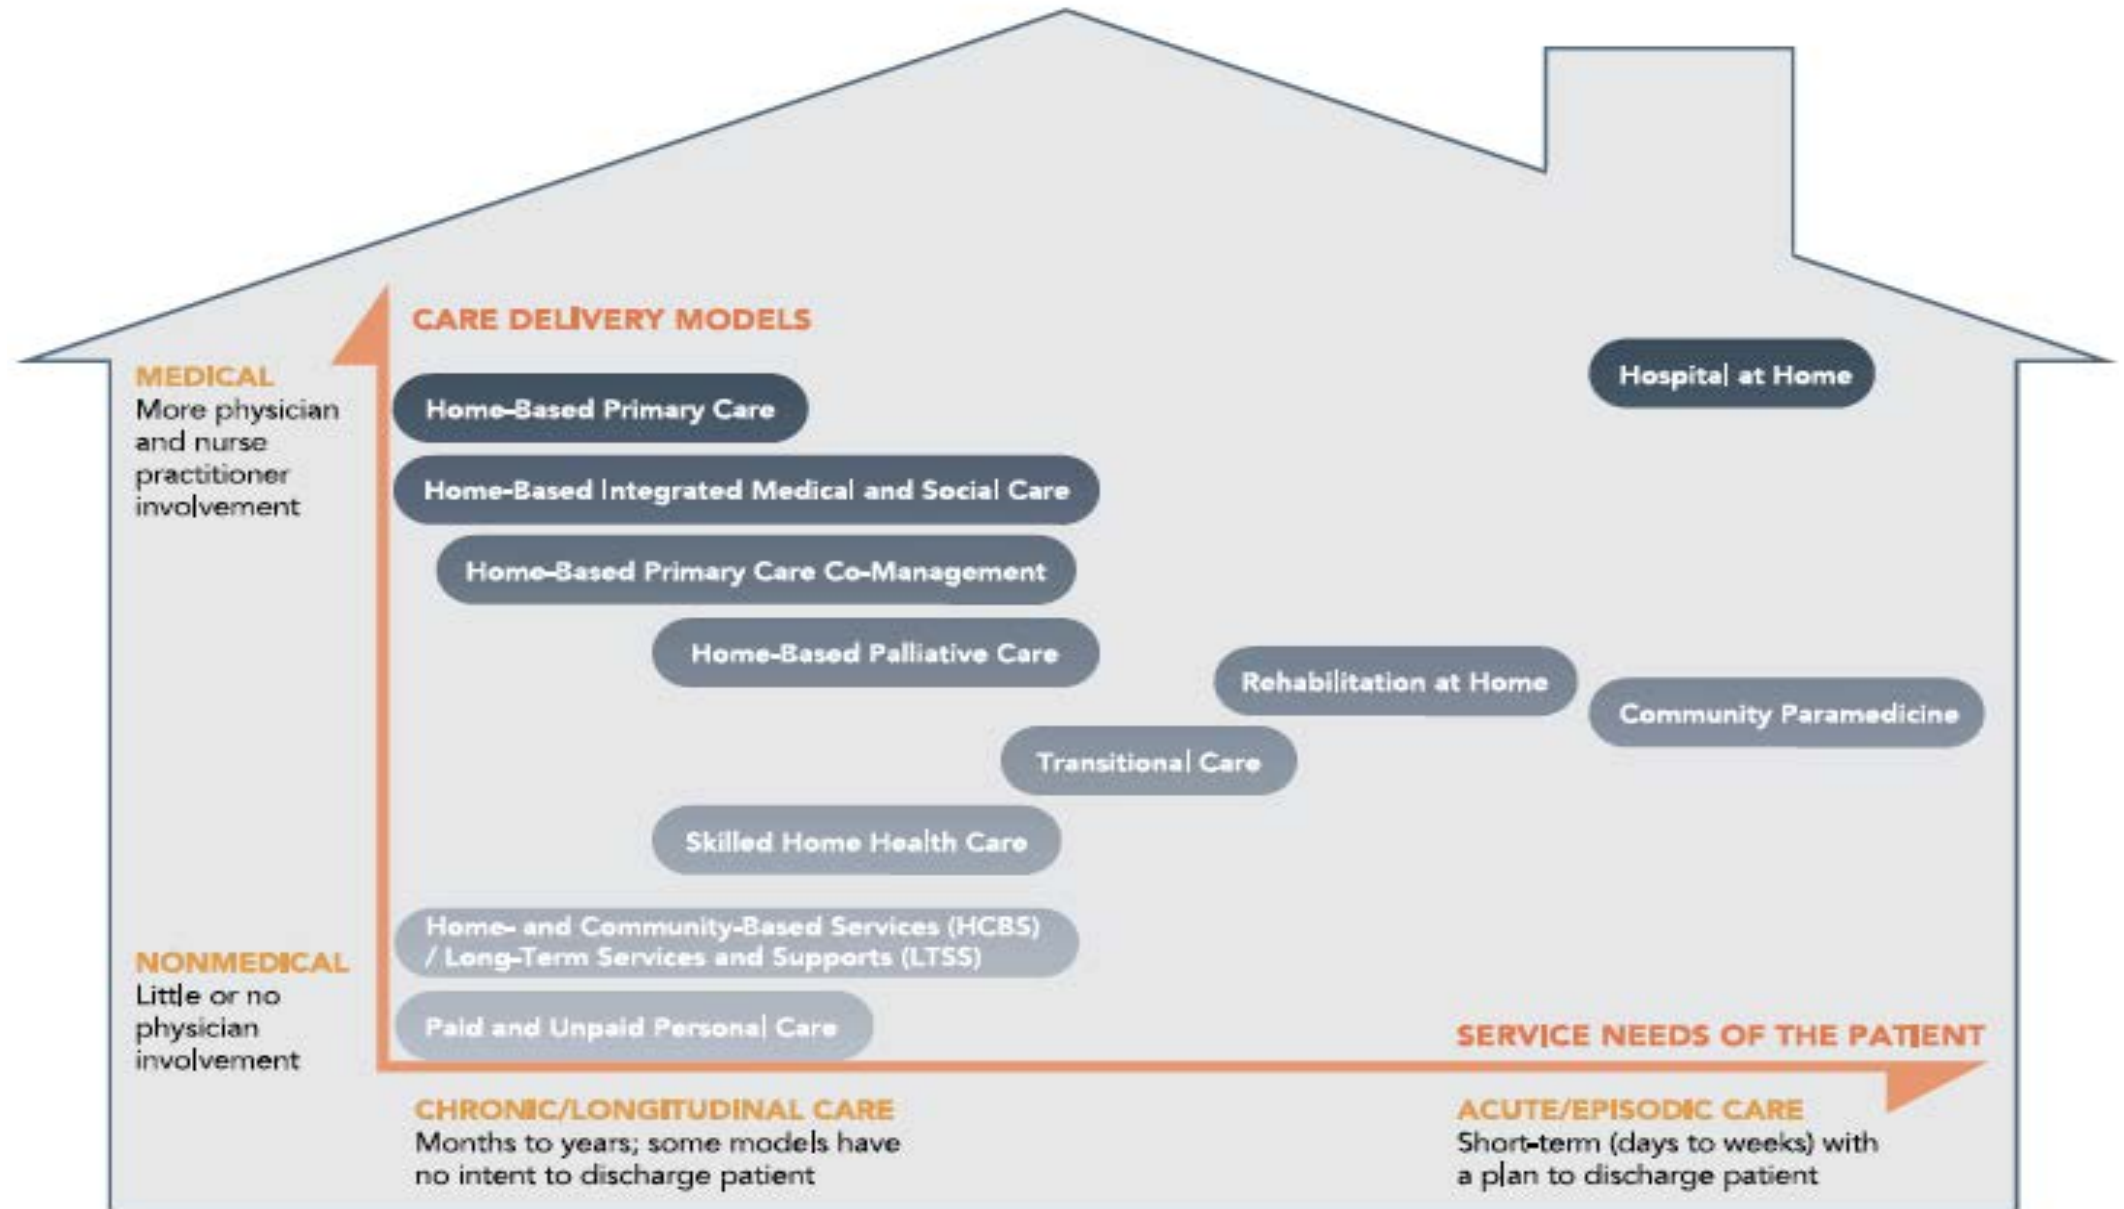 CARE DELIVERY MODELS
MEDICAL
More physician
and nurse
practitioner
involvement
Home-Based Primary Care
Hospital at Home
Home-Based Integrated Medical and Social Care
Home-Based Primary Care Co-Management
Home-Based Palliative Care
Rehabilitation at Home
Community Paramedicine
Transitional Care
Skilled Home Health Care
Home- and Community-Based Services (HCBS)
/ Long-Term Services and Supports (LTSS)
NONMEDICAL
Little or no
physician
involvement
Paid and Unpaid Personal Care
SERVICE NEEDS OF THE PATIENT
CHRONIC/LONGITUDINAL CARE
Months to years; some models have
no intent to discharge patient
ACUTE/EPISODIC CARE
Short-term (days to weeks) with
a plan to discharge patient